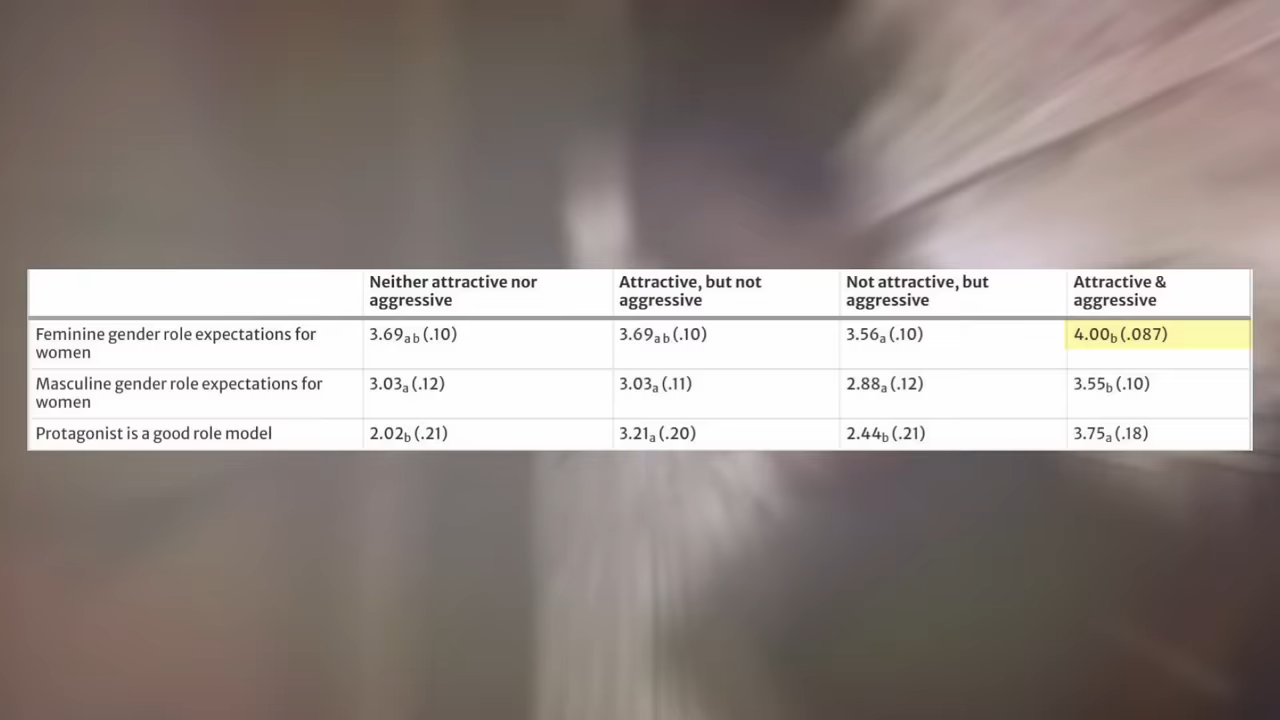 Neither attractive nor aggressive | Attractive, but not aggressive | Not attractive, but aggressive | Attractive & aggressive
Feminine gender role expectations for women | 3.69ab(.10) | 3.69ab(.10) | 3.56a(.10) | 4.00b(.087)
Masculine gender role expectations for women | 3.03a(.12) | 3.03a(.11) | 2.88a(.12) | 3.55b(.10)
Protagonist is a good role model | 2.02b(.21) | 3.21a(.20) | 2.44b(.21) | 3.75a(.18)